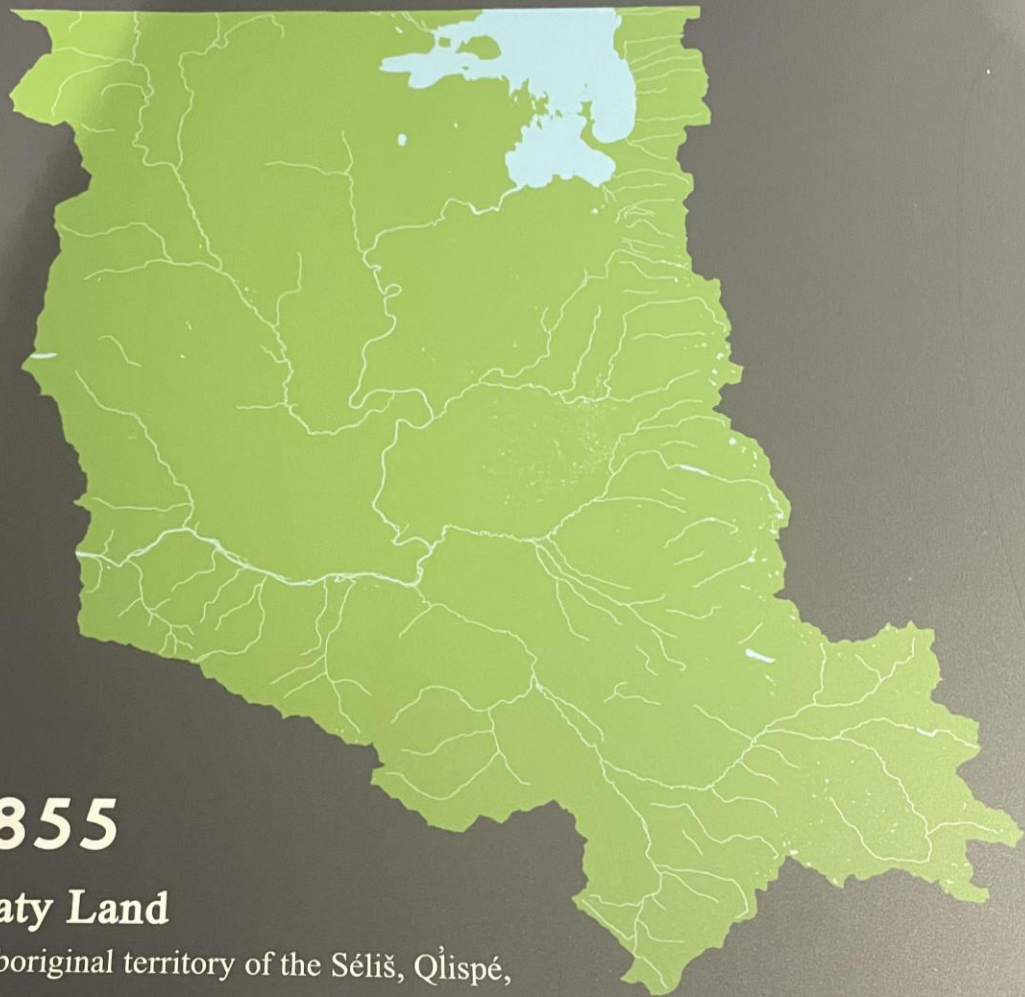 855
aty Land
boriginal territory of the Séliš, Ql̓ispé,